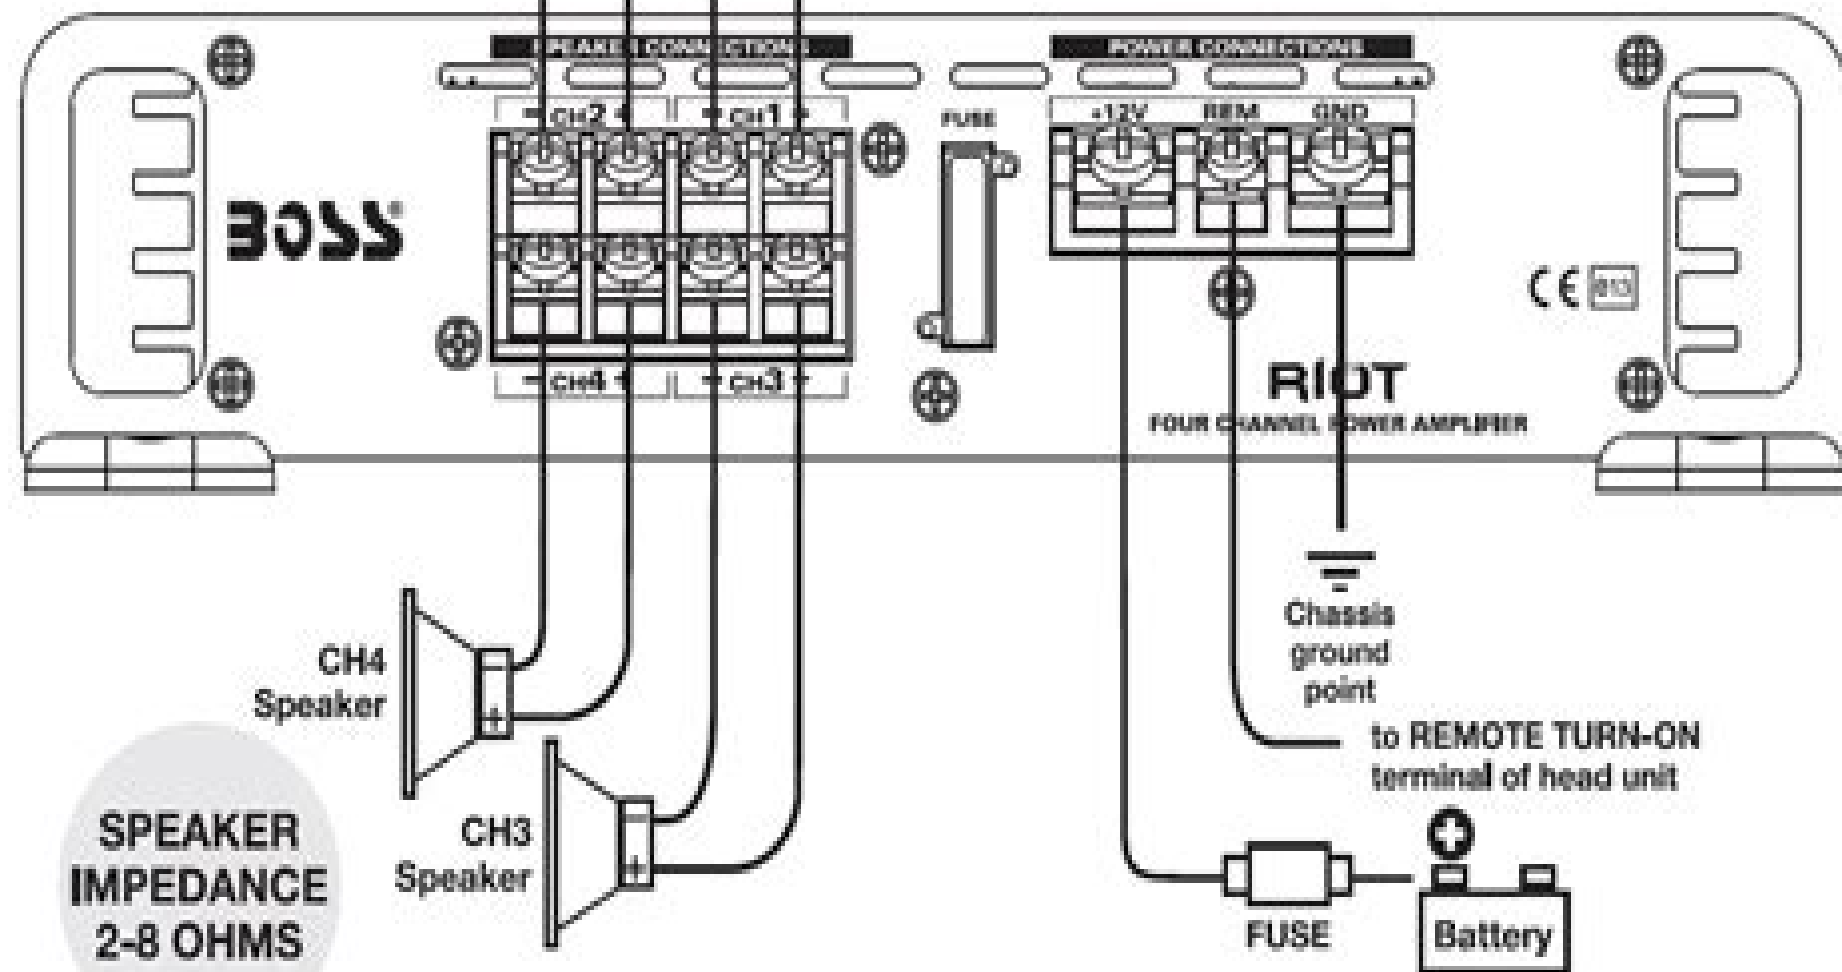 SPEAKER CONNECTIONS
POWER CONNECTIONS
- CH2 +
- CH1 +
FUSE
+12V
REM
GND
BOSS
CE 013
- CH4 +
- CH3 +
RIOT
FOUR CHANNEL POWER AMPLIFIER
CH4
Speaker
-
+
Chassis
ground
point
to REMOTE TURN-ON
terminal of head unit
CH3
Speaker
-
+
SPEAKER
IMPEDANCE
2-8 OHMS
+
FUSE
Battery